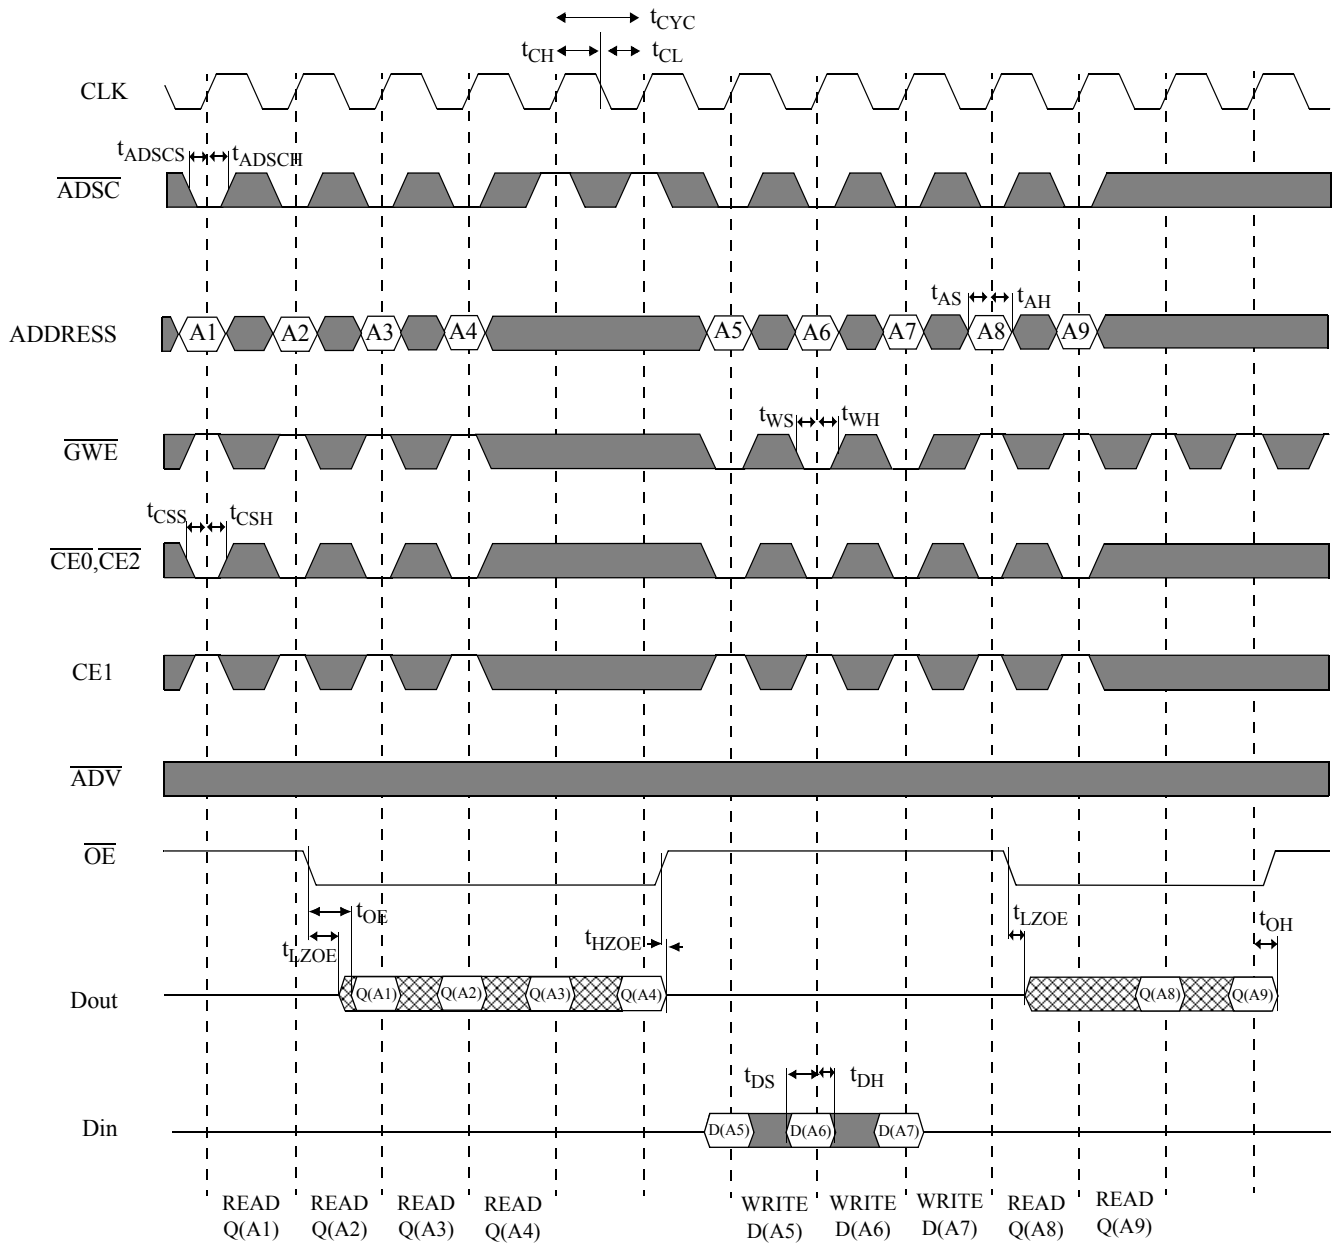 tCYC
tCH tCL
CLK
tADSCS tADSCH
ADSC
tAS tAH
ADDRESS A1 A2 A3 A4 A5 A6 A7 A8 A9
tWS tWH
GWE
tCSS tCSH
CE0,CE2
CE1
ADV
OE
tOE tLZOE tOH
tLZOE tHZOE
Dout Q(A1) Q(A2) Q(A3) Q(A4) Q(A8) Q(A9)
tDS tDH
Din D(A5) D(A6) D(A7)
READ READ READ READ WRITE WRITE WRITE READ READ
Q(A1) Q(A2) Q(A3) Q(A4) D(A5) D(A6) D(A7) Q(A8) Q(A9)